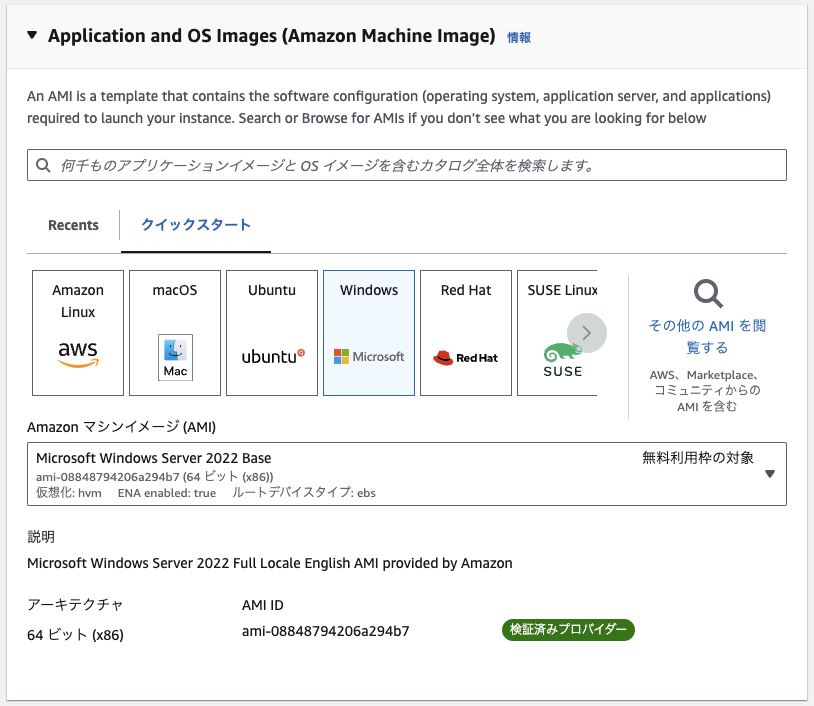 Application and OS Images (Amazon Machine Image) 情報
An AMI is a template that contains the software configuration (operating system, application server, and applications)
required to launch your instance. Search or Browse for AMIs if you don’t see what you are looking for below
何千ものアプリケーションイメージと OS イメージを含むカタログ全体を検索します。
Recents
クイックスタート
Amazon
Linux
aws
macOS
Mac
Ubuntu
ubuntu
Windows
Microsoft
Red Hat
Red Hat
SUSE Linux
SUSE
その他の AMI を閲
覧する
AWS、Marketplace、
コミュニティからの
AMI を含む
Amazon マシンイメージ (AMI)
Microsoft Windows Server 2022 Base
無料利用枠の対象
ami-08848794206a294b7 (64 ビット (x86))
仮想化: hvm ENA enabled: true ルートデバイスタイプ: ebs
説明
Microsoft Windows Server 2022 Full Locale English AMI provided by Amazon
アーキテクチャ
AMI ID
64 ビット (x86)
ami-08848794206a294b7
検証済みプロバイダー